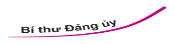 Bí thư Đảng ủy